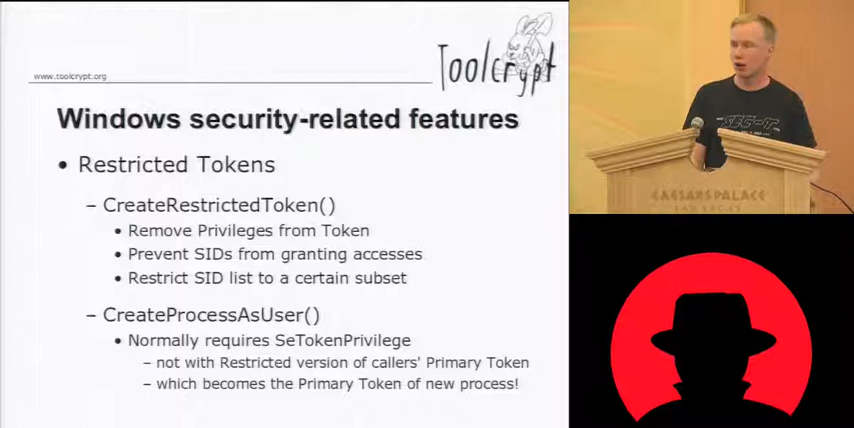 Toolcrypt
www.toolcrypt.org
Windows security-related features
• Restricted Tokens
– CreateRestrictedToken()
• Remove Privileges from Token
• Prevent SIDs from granting accesses
• Restrict SID list to a certain subset
– CreateProcessAsUser()
• Normally requires SeTokenPrivilege
– not with Restricted version of callers' Primary Token
– which becomes the Primary Token of new process!
CAESARS PALACE
LAS VEGAS